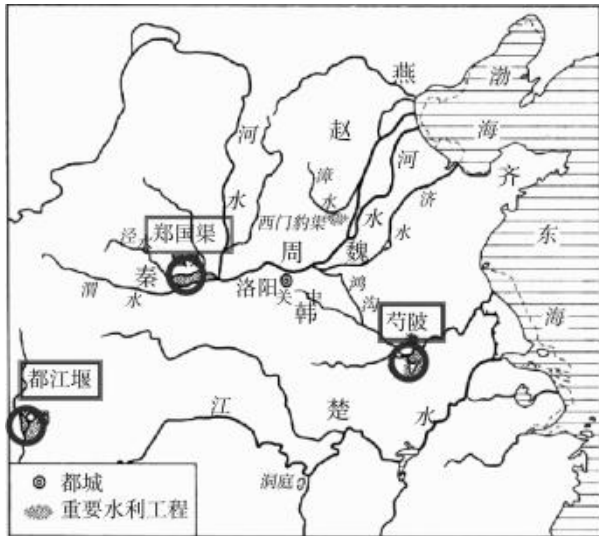 燕
渤海
赵
河水
漳水
河水
济水
齐
东海
西门豹渠
泾水
郑国渠
周
魏
秦
渭水
洛阳
鸿沟
韩
芍陂
都江堰
江水
楚
洞庭
都城
重要水利工程